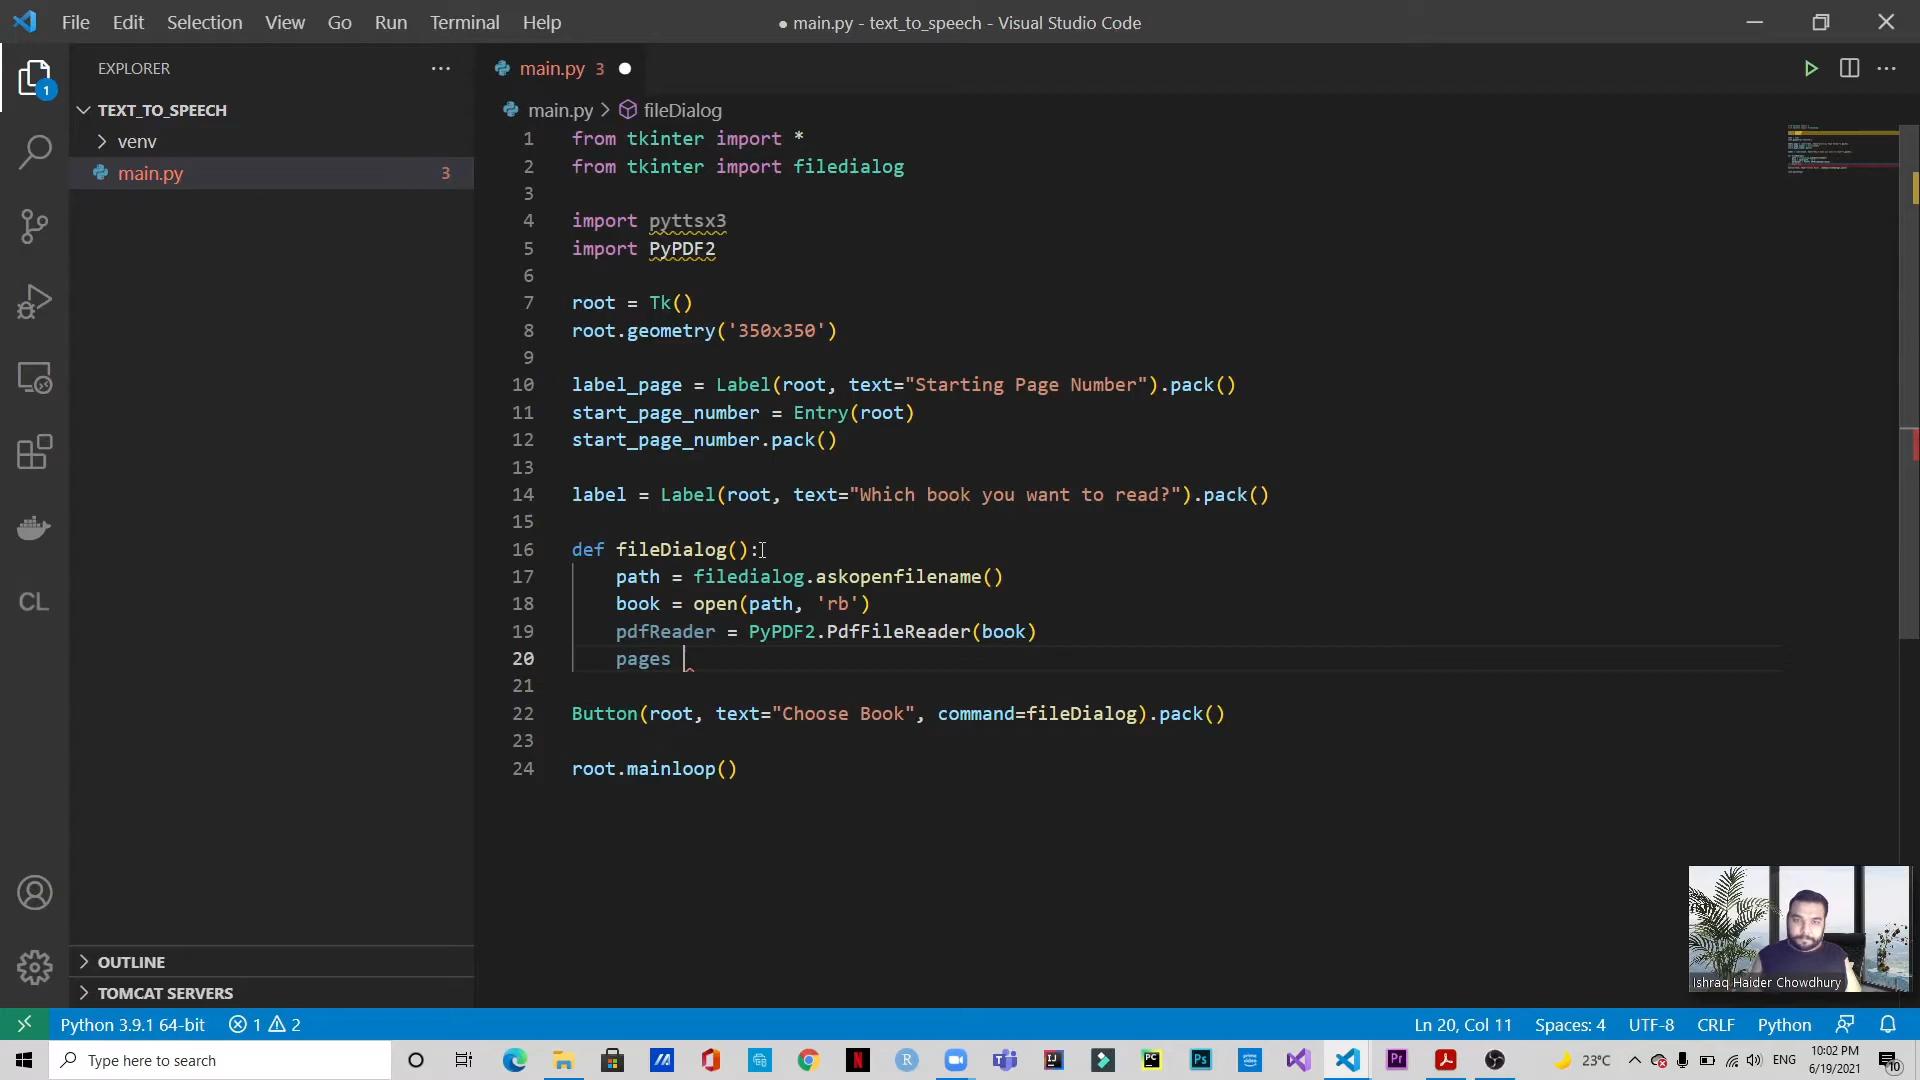 File Edit Selection View Go Run Terminal Help
● main.py - text_to_speech - Visual Studio Code
EXPLORER
main.py 3
1
TEXT_TO_SPEECH
main.py > fileDialog
venv
main.py 3
1 from tkinter import *
2 from tkinter import filedialog
3
4 import pyttsx3
5 import PyPDF2
6
7 root = Tk()
8 root.geometry('350x350')
9
10 label_page = Label(root, text="Starting Page Number").pack()
11 start_page_number = Entry(root)
12 start_page_number.pack()
13
14 label = Label(root, text="Which book you want to read?").pack()
15
16 def fileDialog():
17 path = filedialog.askopenfilename()
18 book = open(path, 'rb')
19 pdfReader = PyPDF2.PdfFileReader(book)
20 pages
21
22 Button(root, text="Choose Book", command=fileDialog).pack()
23
24 root.mainloop()
CL
OUTLINE
TOMCAT SERVERS
Ishraq Haider Chowdhury
Python 3.9.1 64-bit 1 2 Ln 20, Col 11 Spaces: 4 UTF-8 CRLF Python
Type here to search
23°C ENG 10:02 PM
6/19/2021
10